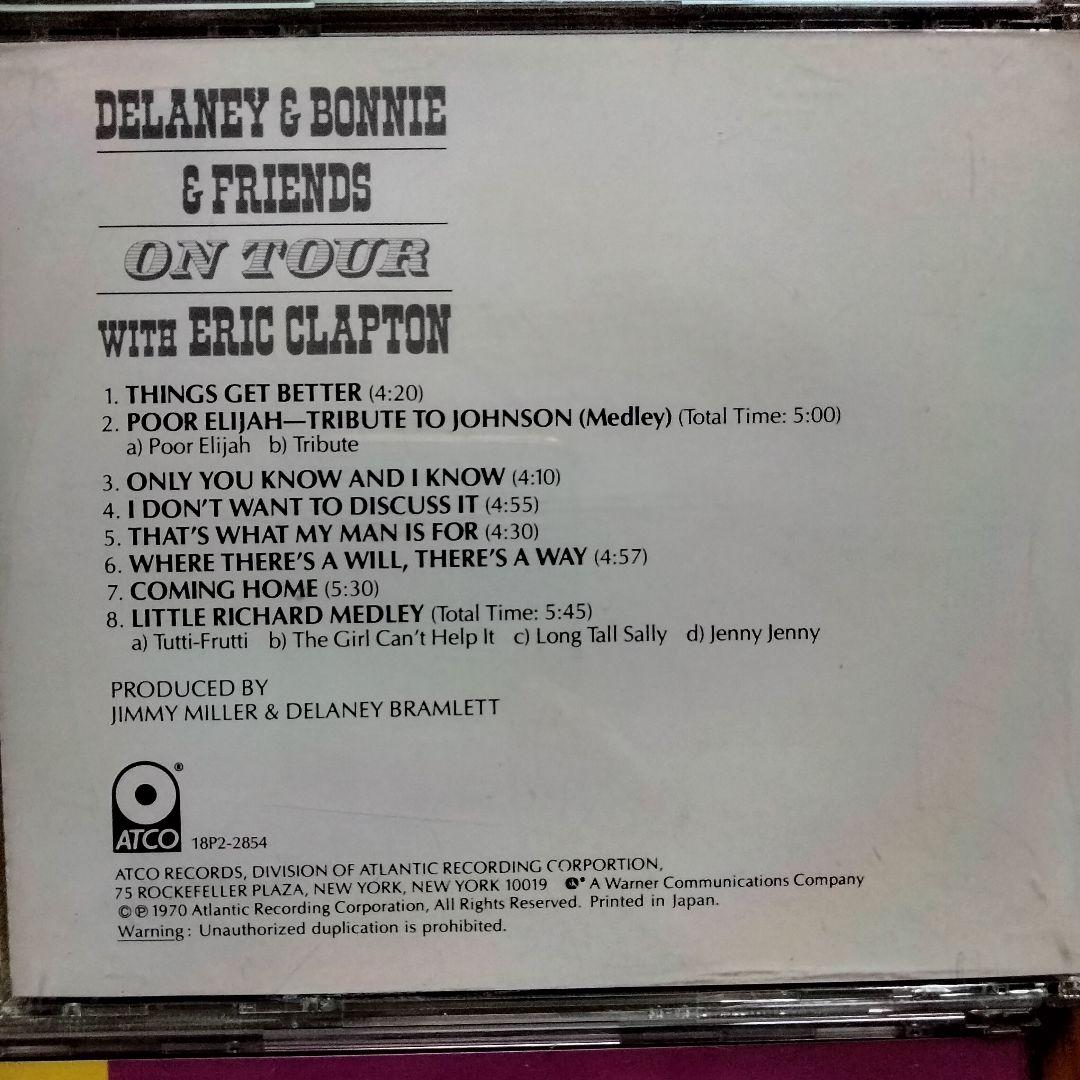 DELANEY & BONNIE
& FRIENDS
ON TOUR
WITH ERIC CLAPTON
1. THINGS GET BETTER (4:20)
2. POOR ELIJAH—TRIBUTE TO JOHNSON (Medley) (Total Time: 5:00)
a) Poor Elijah b) Tribute
3. ONLY YOU KNOW AND I KNOW (4:10)
4. I DON'T WANT TO DISCUSS IT (4:55)
5. THAT'S WHAT MY MAN IS FOR (4:30)
6. WHERE THERE'S A WILL, THERE'S A WAY (4:57)
7. COMING HOME (5:30)
8. LITTLE RICHARD MEDLEY (Total Time: 5:45)
a) Tutti-Frutti b) The Girl Can't Help It c) Long Tall Sally d) Jenny Jenny
PRODUCED BY
JIMMY MILLER & DELANEY BRAMLETT
®
ATCO 18P2-2854
ATCO RECORDS, DIVISION OF ATLANTIC RECORDING CORPORTION,
75 ROCKEFELLER PLAZA, NEW YORK, NEW YORK 10019 A Warner Communications Company
© ℗ 1970 Atlantic Recording Corporation, All Rights Reserved. Printed in Japan.
Warning: Unauthorized duplication is prohibited.